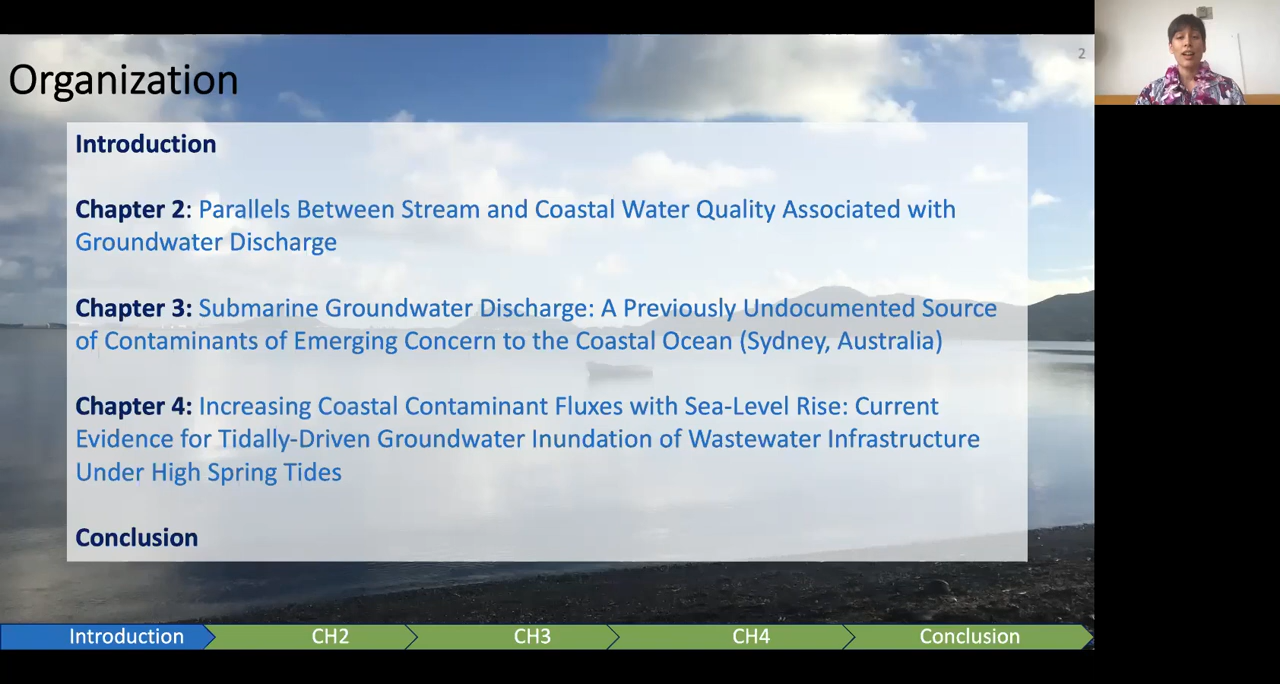 2
Organization
Introduction
Chapter 2: Parallels Between Stream and Coastal Water Quality Associated with
Groundwater Discharge
Chapter 3: Submarine Groundwater Discharge: A Previously Undocumented Source
of Contaminants of Emerging Concern to the Coastal Ocean (Sydney, Australia)
Chapter 4: Increasing Coastal Contaminant Fluxes with Sea-Level Rise: Current
Evidence for Tidally-Driven Groundwater Inundation of Wastewater Infrastructure
Under High Spring Tides
Conclusion
Introduction CH2 CH3 CH4 Conclusion